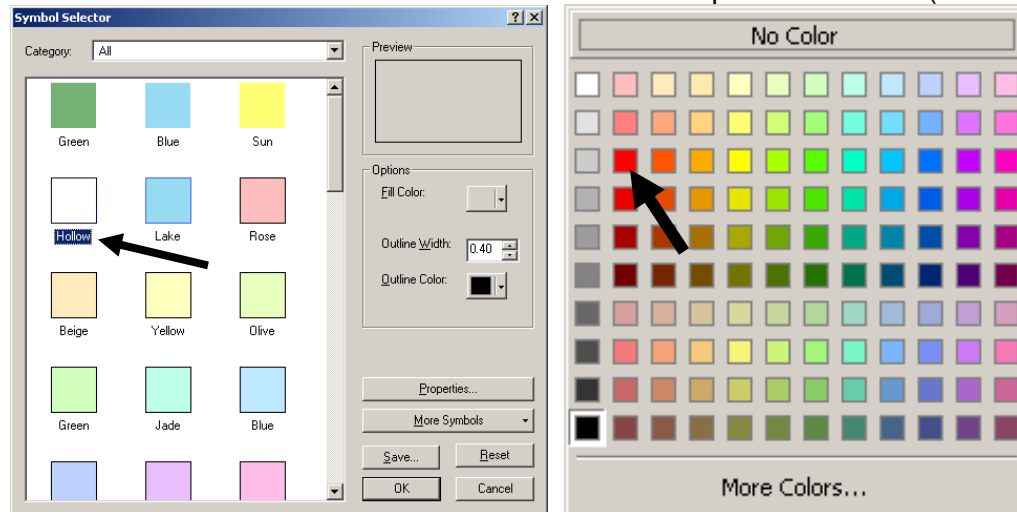 Symbol Selector
Category: All
Green Blue Sun
Hollow Lake Rose
Beige Yellow Olive
Green Jade Blue
Preview
Options
Fill Color:
Outline Width: 0.40
Outline Color:
Properties...
More Symbols
Save... Reset
OK Cancel
No Color
More Colors...